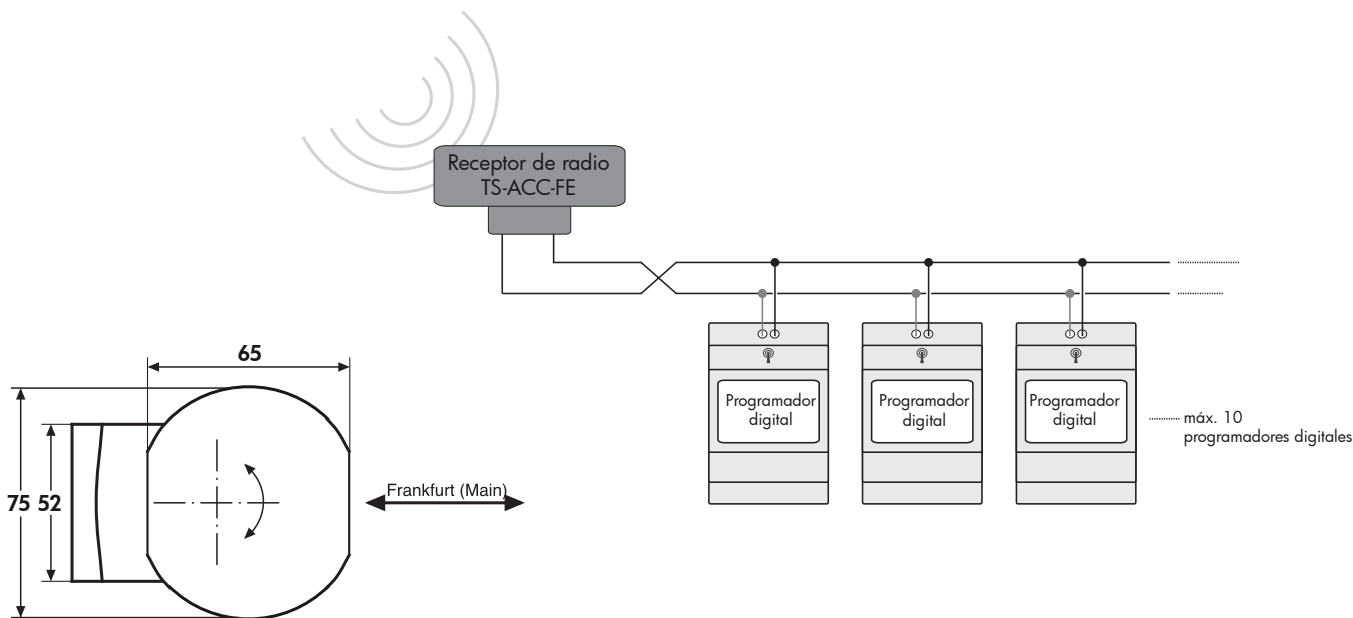 Receptor de radio
TS-ACC-FE
Programador
digital
Programador
digital
Programador
digital
máx. 10
programadores digitales
65
75
52
Frankfurt (Main)